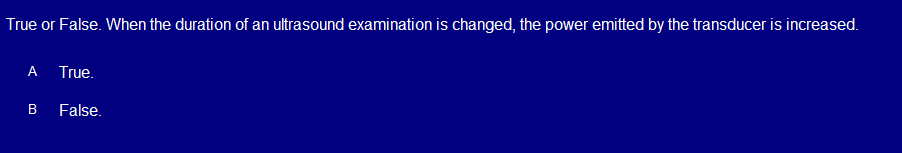 True or False. When the duration of an ultrasound examination is changed, the power emitted by the transducer is increased.
A True.
B False.